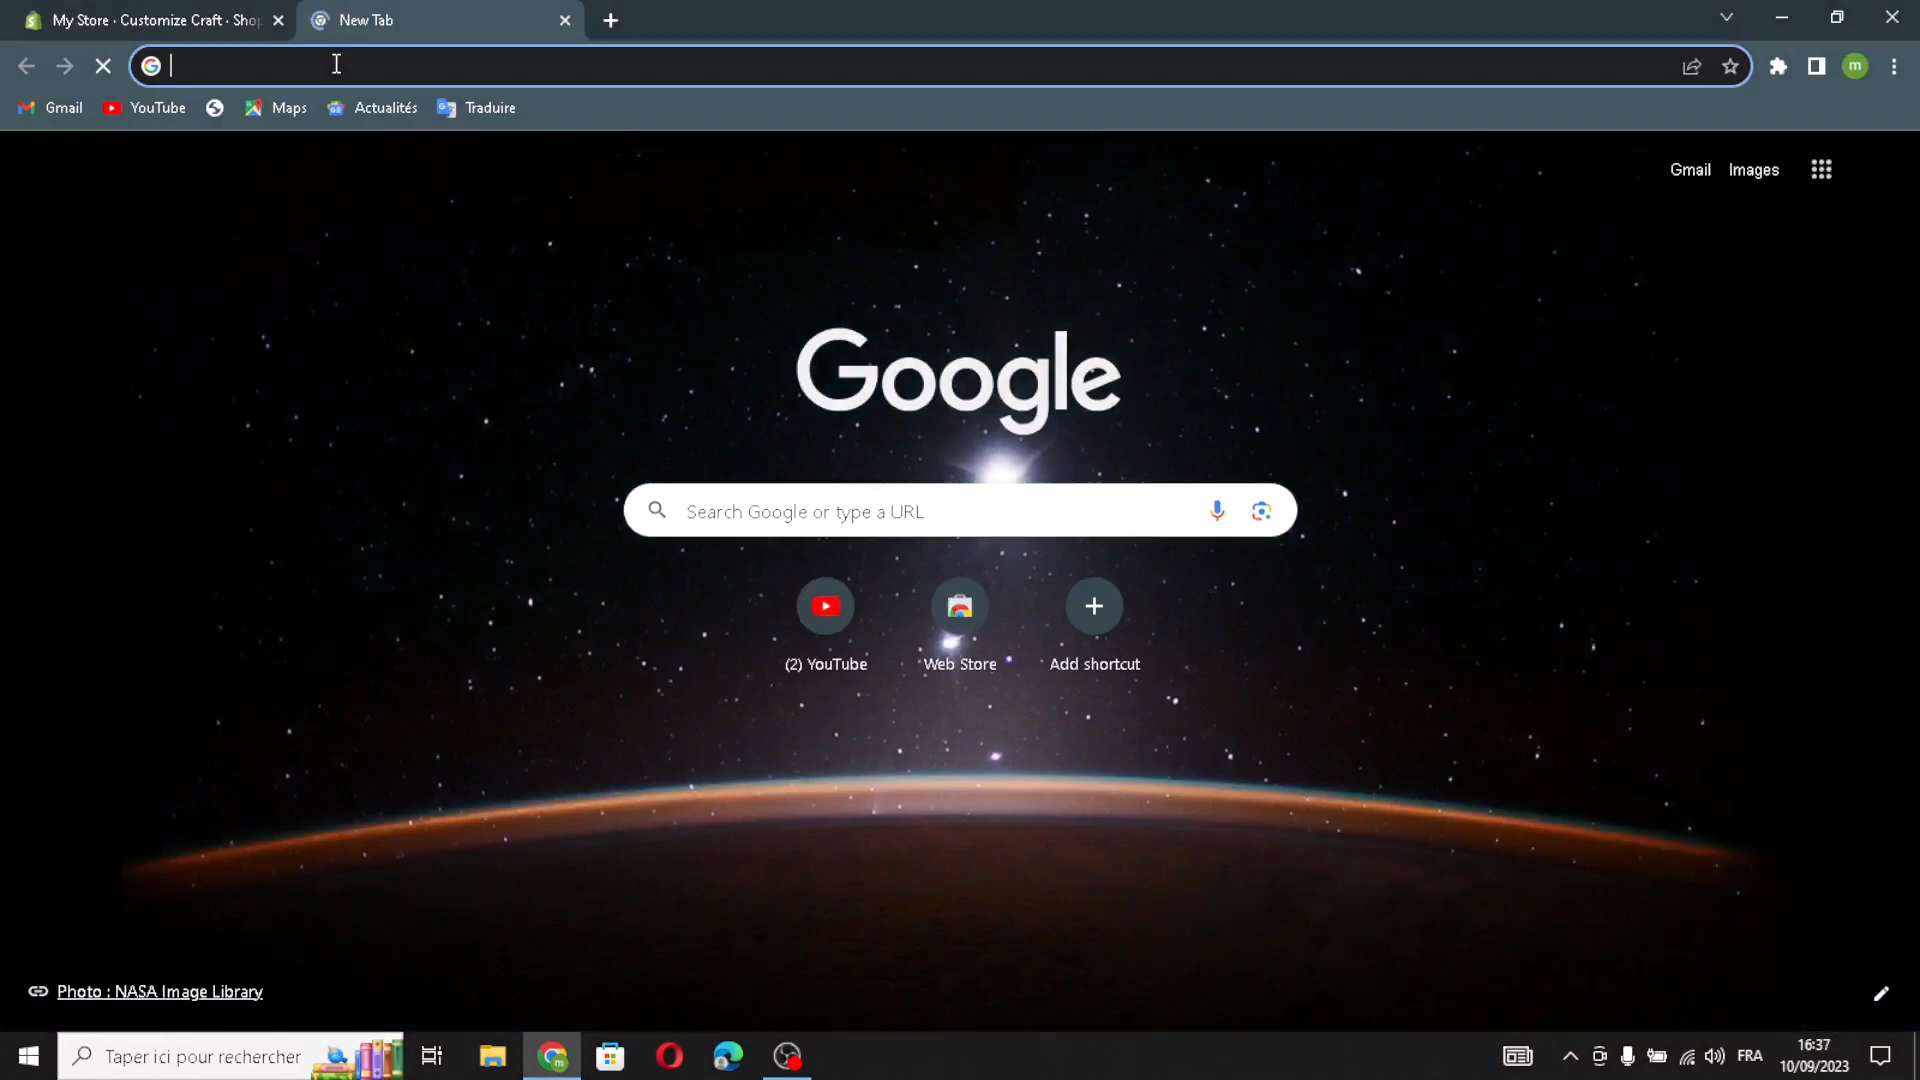 My Store · Customize Craft · Shop
New Tab
m
Gmail
YouTube
Maps
Actualités
Traduire
Gmail
Images
Google
Search Google or type a URL
(2) YouTube
Web Store
Add shortcut
Photo : NASA Image Library
Taper ici pour rechercher
FRA
16:37
10/09/2023